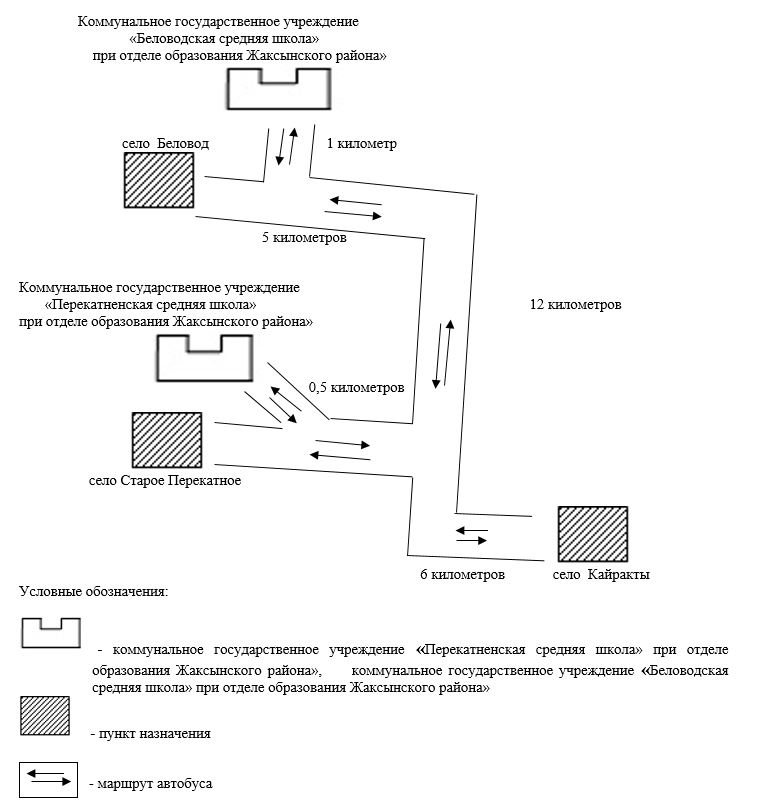 Коммунальное государственное учреждение
«Беловодская средняя школа»
при отделе образования Жаксынского района»
село Беловод
1 километр
5 километров
Коммунальное государственное учреждение
«Перекатненская средняя школа»
при отделе образования Жаксынского района»
12 километров
0,5 километров
село Старое Перекатное
6 километров
село Кайракты
Условные обозначения:
- коммунальное государственное учреждение «Перекатненская средняя школа» при отделе
образования Жаксынского района», коммунальное государственное учреждение «Беловодская
средняя школа» при отделе образования Жаксынского района»
- пункт назначения
- маршрут автобуса